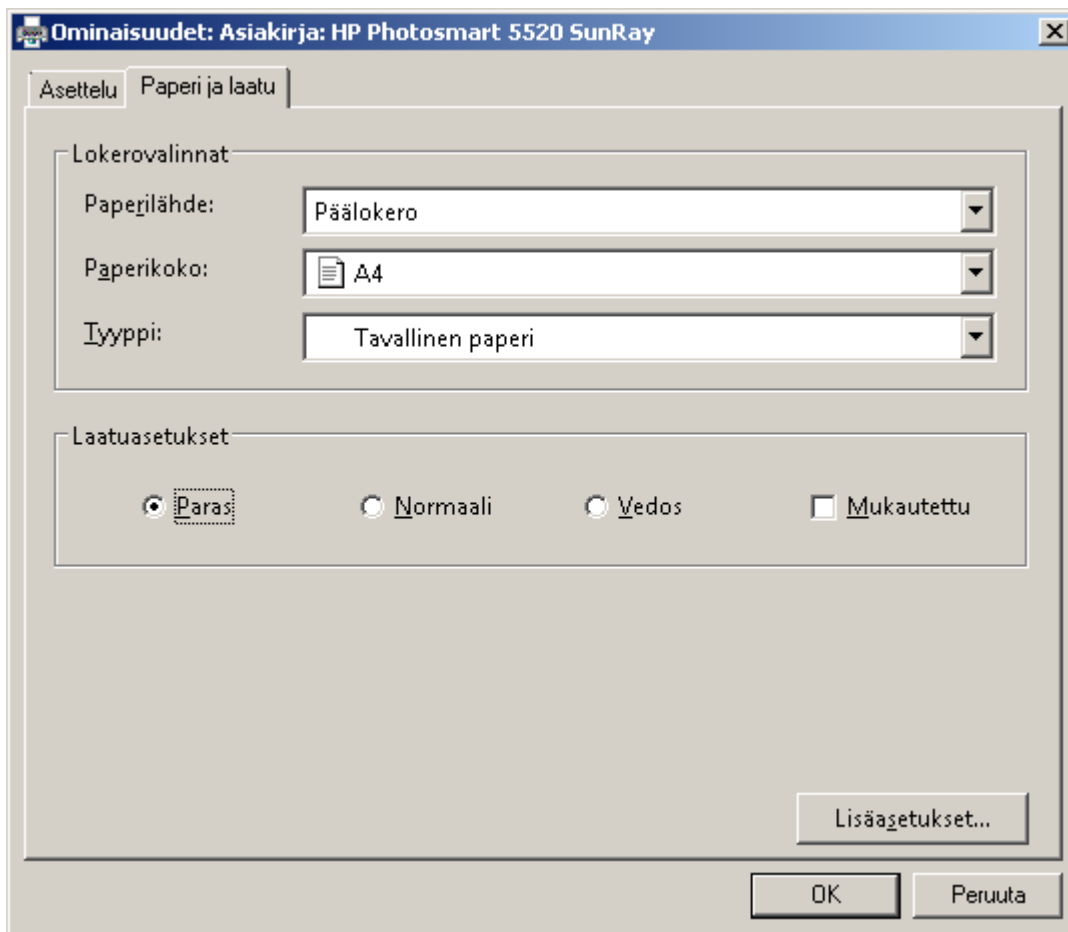 Ominaisuudet: Asiakirja: HP Photosmart 5520 SunRay
Asettelu Paperi ja laatu
Lokerovalinnat
Paperilähde: Päälokero
Paperikoko: A4
Tyyppi: Tavallinen paperi
Laatuasetukset
Paras Normaali Vedos Mukautettu
Lisäasetukset...
OK Peruuta